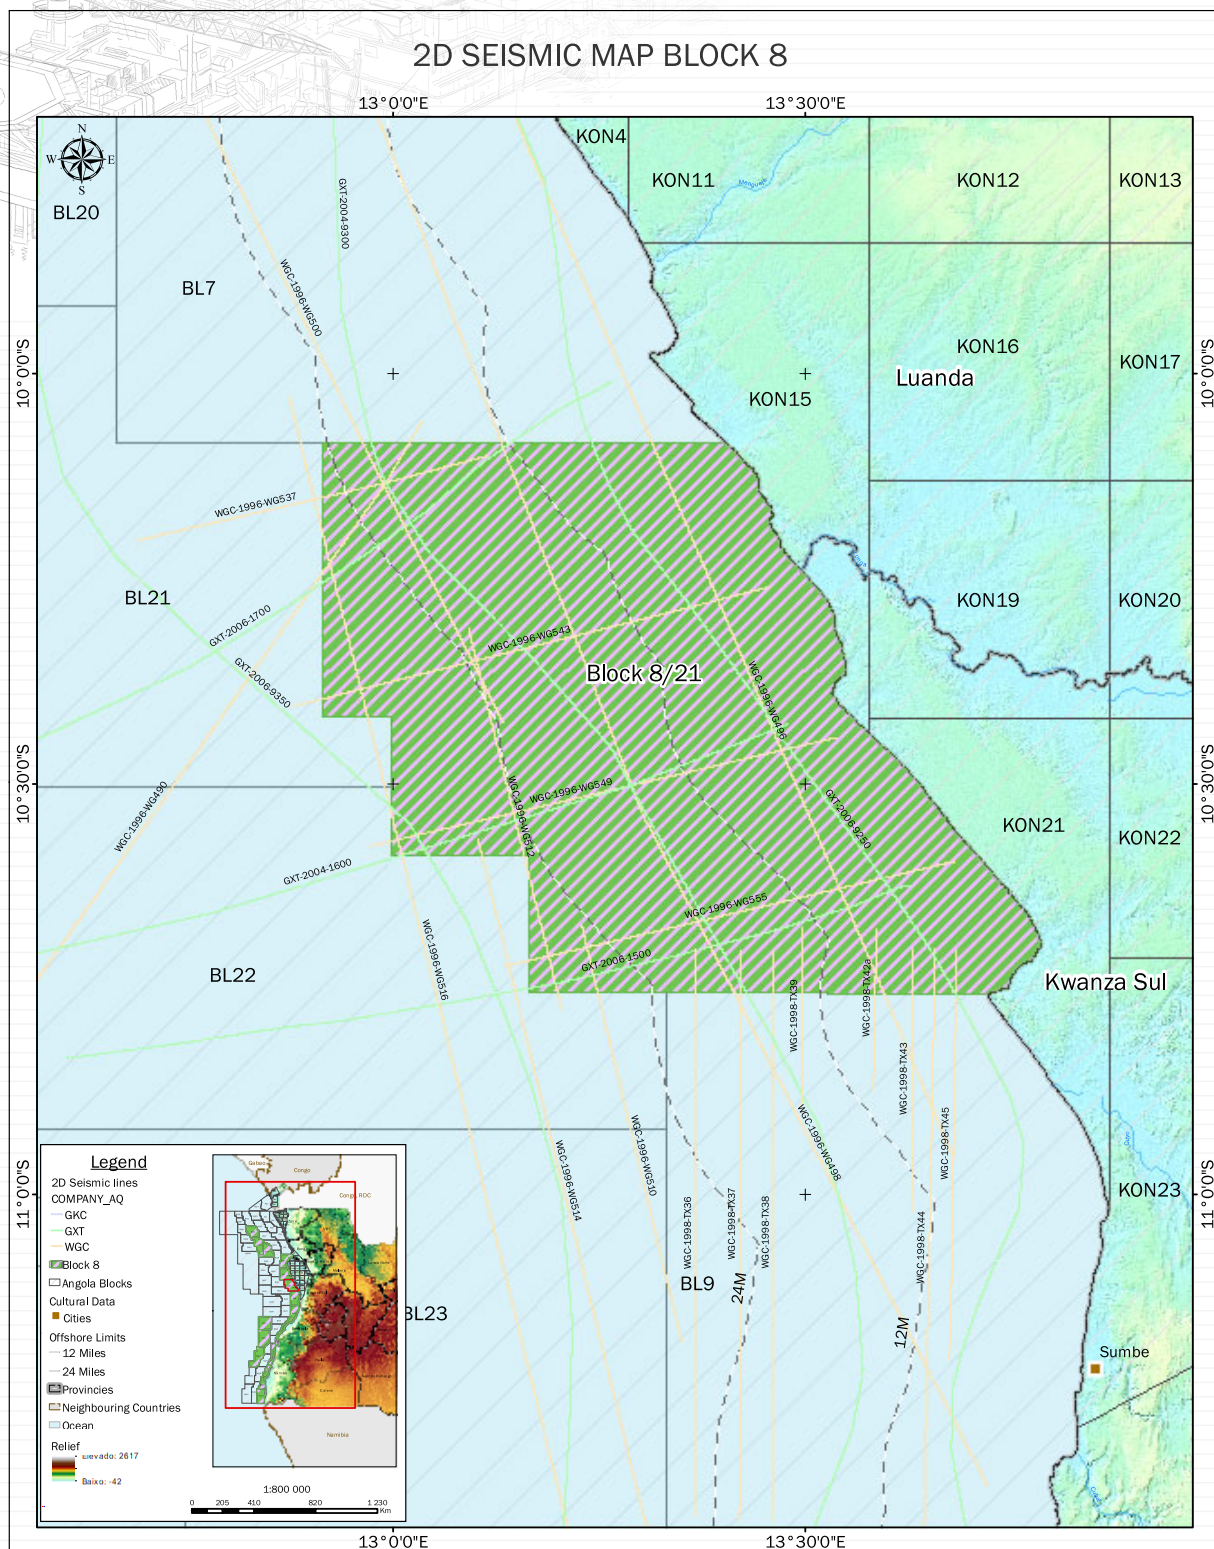 2D SEISMIC MAP BLOCK 8
13°0'0"E
13°30'0"E
N
W
E
S
KON4
KON11
KON12
KON13
BL20
GXT-2004-9300
BL7
WGC-1996-WG500
10°0'0"S
10°0'0"S
KON16
KON17
Luanda
KON15
WGC-1996-WG537
BL21
GXT-2006-1700
KON19
KON20
WGC-1996-WG543
Block 8/21
GXT-2006-9350
WGC-1996-WG496
10°30'0"S
10°30'0"S
WGC-1996-WG549
WGC-1996-WG490
WGC-1996-WG512
GXT-2006-9250
KON21
KON22
GXT-2004-1600
WGC-1996-WG555
WGC-1996-WG516
GXT-2006-1500
BL22
Kwanza Sul
WGC-1998-TX39
WGC-1998-TX42a
WGC-1998-TX43
WGC-1998-TX45
WGC-1996-WG498
WGC-1996-WG510
WGC-1996-WG514
11°0'0"S
11°0'0"S
KON23
WGC-1998-TX36
WGC-1998-TX37
WGC-1998-TX38
WGC-1998-TX44
BL9
24M
12M
BL23
Sumbe
Legend
2D Seismic lines
COMPANY_AQ
GKC
GXT
WGC
Block 8
Angola Blocks
Cultural Data
Cities
Offshore Limits
12 Miles
24 Miles
Provinces
Neighbouring Countries
Ocean
Relief
Elevado: 2617
Baixo: -42
Congo
Congo, RDC
Namibia
1:800 000
0 205 410 820 1 230
Km
13°0'0"E
13°30'0"E